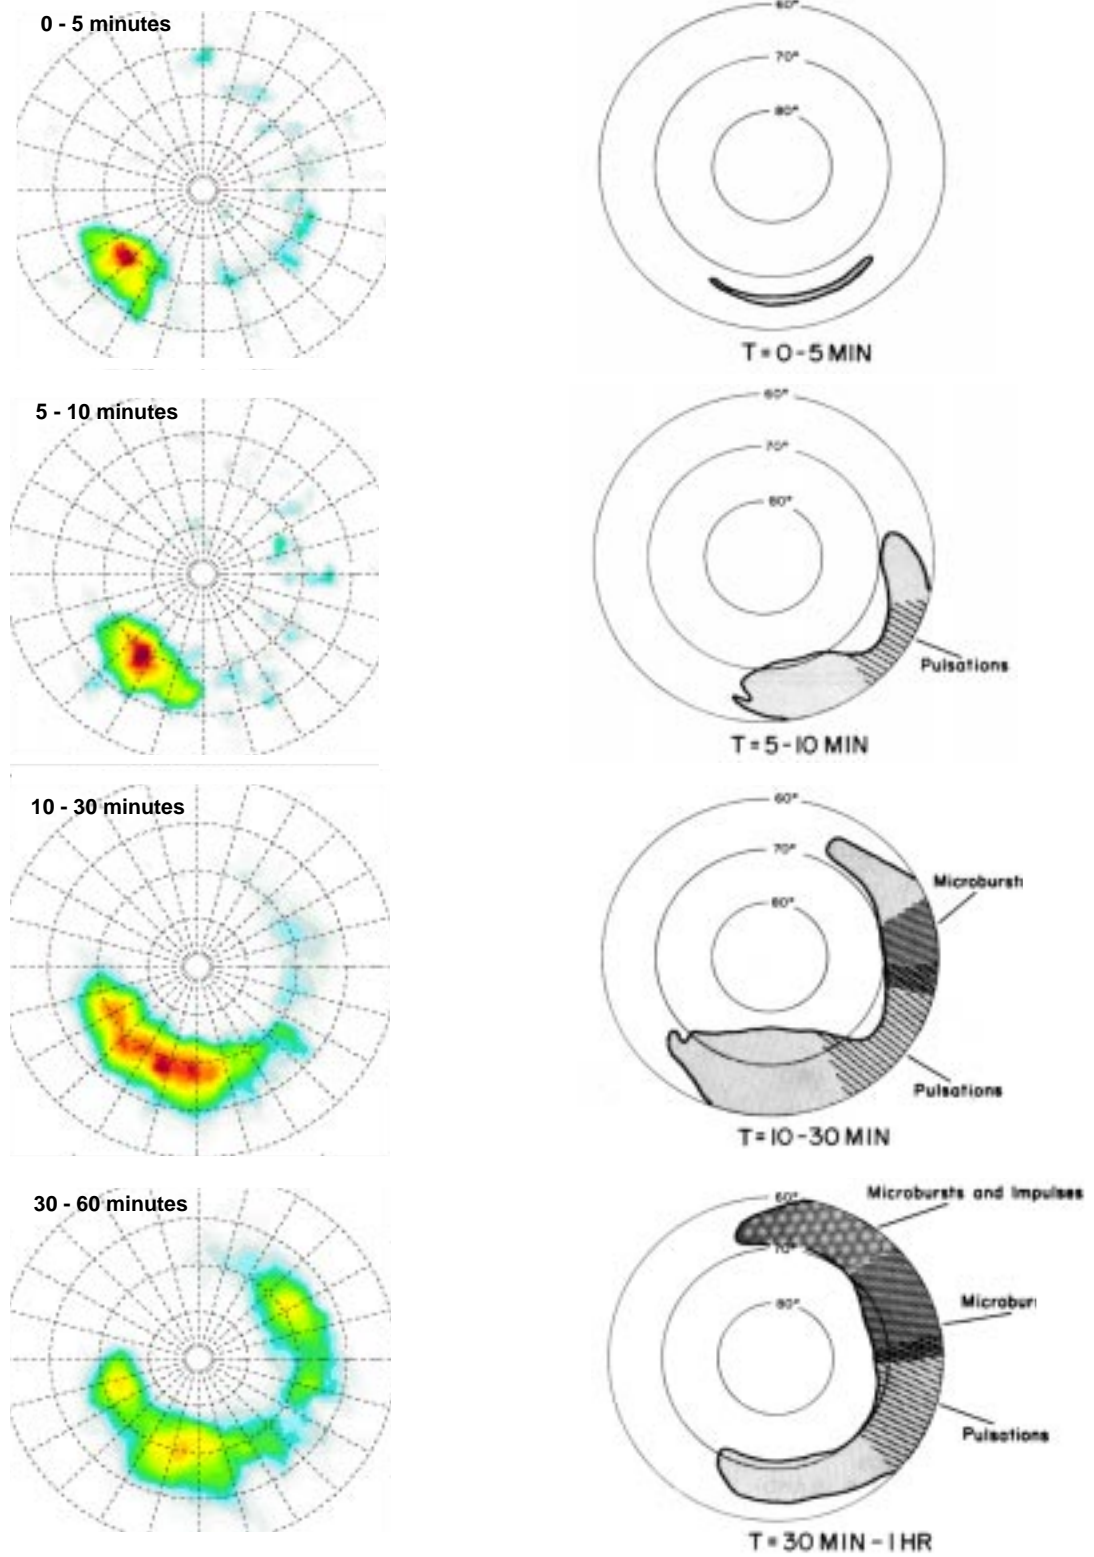 0 - 5 minutes
60°
70°
80°
T = 0 - 5 MIN
5 - 10 minutes
60°
70°
80°
Pulsations
T = 5 - 10 MIN
10 - 30 minutes
60°
70°
80°
Microbursts
Pulsations
T = 10 - 30 MIN
30 - 60 minutes
60°
Microbursts and Impulses
70°
80°
Microbur
Pulsations
T = 30 MIN - 1 HR